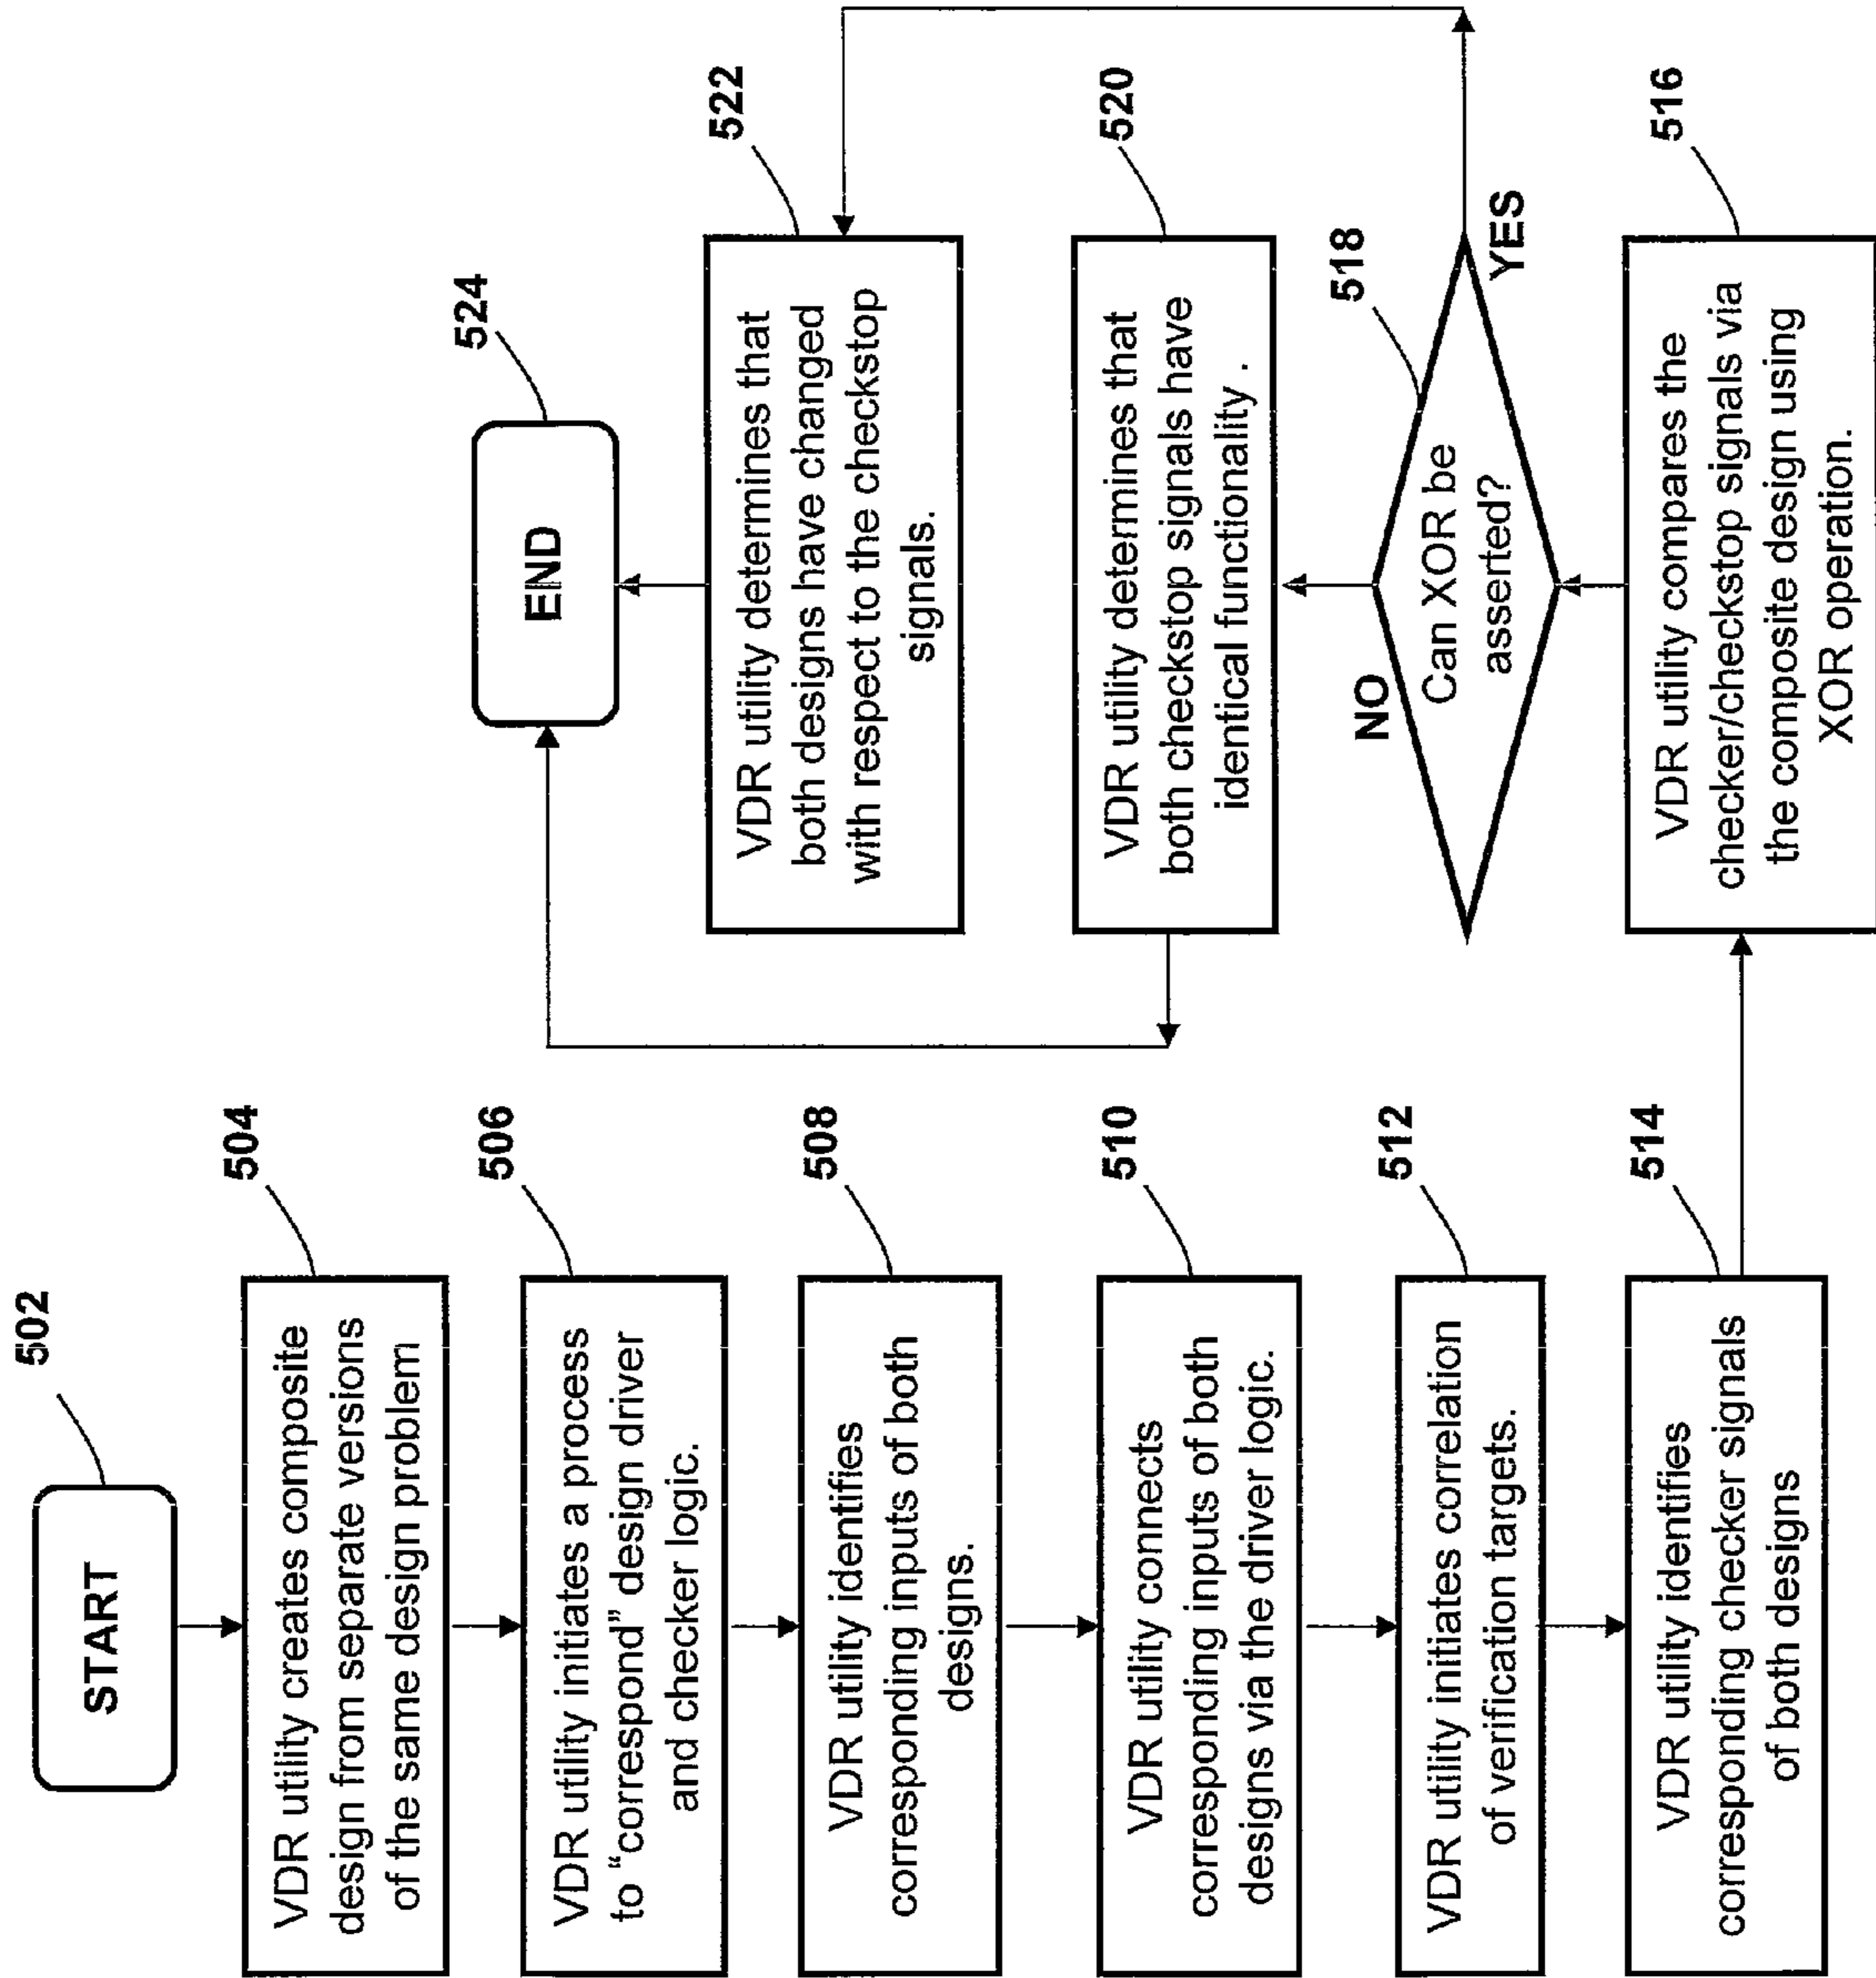 502
START
504
VDR utility creates composite
design from separate versions
of the same design problem
506
VDR utility initiates a process
to “correspond” design driver
and checker logic.
508
VDR utility identifies
corresponding inputs of both
designs.
510
VDR utility connects
corresponding inputs of both
designs via the driver logic.
512
VDR utility initiates correlation
of verification targets.
514
VDR utility identifies
corresponding checker signals
of both designs
516
VDR utility compares the
checker/checkstop signals via
the composite design using
XOR operation.
518
Can XOR be
asserted?
NO
YES
520
VDR utility determines that
both checkstop signals have
identical functionality .
522
VDR utility determines that
both designs have changed
with respect to the checkstop
signals.
524
END